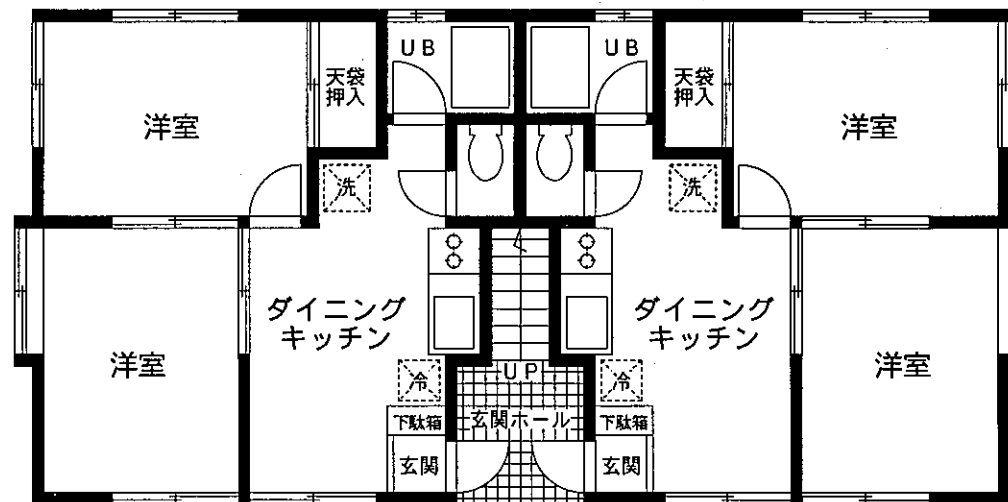 UB
UB
天袋
押入
天袋
押入
洋室
洋室
洗
洗
ダイニング
キッチン
ダイニング
キッチン
洋室
洋室
UP
冷
冷
下駄箱
玄関ホール
下駄箱
玄関
玄関